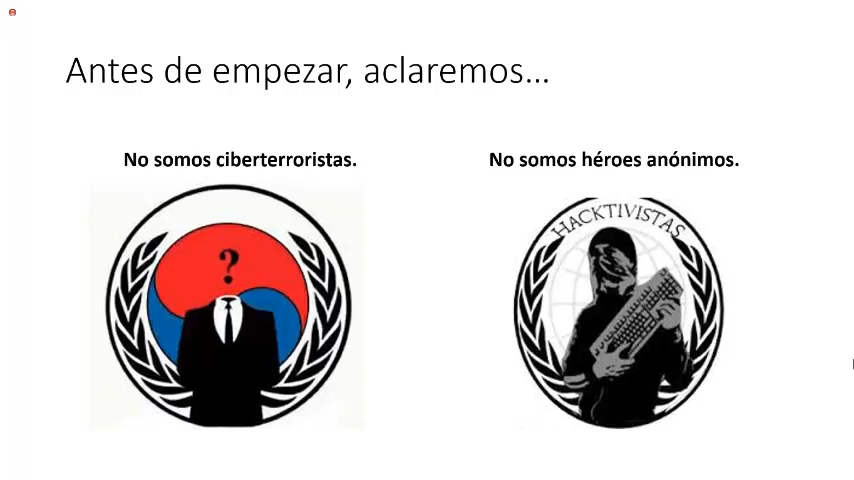 Antes de empezar, aclaremos...
No somos ciberterroristas.
No somos héroes anónimos.
?
HACKTIVISTAS